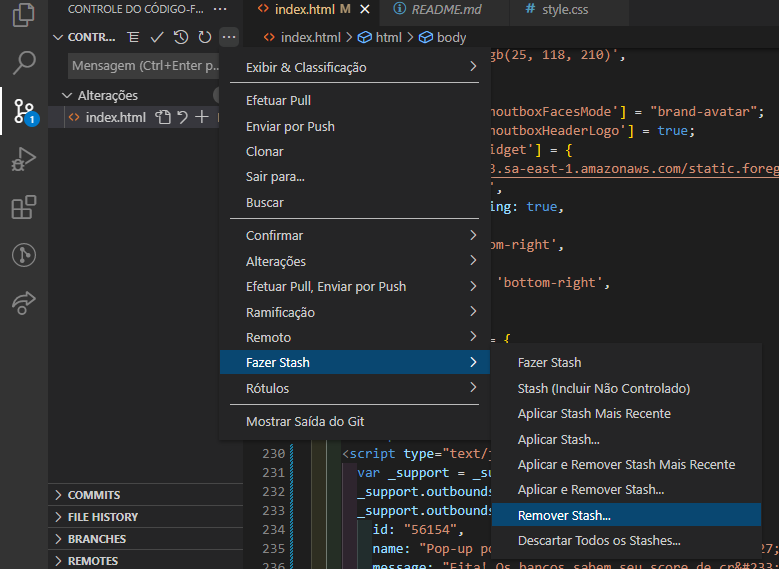 CONTROLE DO CÓDIGO-F... ···
index.html M
README.md
style.css
CONTR...
index.html > html > body
Mensagem (Ctrl+Enter p...
Alterações
index.html
1
Exibir & Classificação
Efetuar Pull
Enviar por Push
Clonar
Sair para...
Buscar
Confirmar
Alterações
Efetuar Pull, Enviar por Push
Ramificação
Remoto
Fazer Stash
Rótulos
Mostrar Saída do Git
Fazer Stash
Stash (Incluir Não Controlado)
Aplicar Stash Mais Recente
Aplicar Stash...
Aplicar e Remover Stash Mais Recente
Aplicar e Remover Stash...
Remover Stash...
Descartar Todos os Stashes...
gb(25, 118, 210)',
houtboxFacesMode'] = "brand-avatar";
houtboxHeaderLogo'] = true;
idget'] = {
3.sa-east-1.amazonaws.com/static.foreg
',
ing: true,
om-right',
'bottom-right',
= {
230 <script type="text/j
231 var _support = _su
232 _support.outbounds
233 _support.outbounds
234 id: "56154",
235 name: "Pop-up po
27;
236 message: "Eita! Os bancos sabem seu score de cr&#233;
COMMITS
FILE HISTORY
BRANCHES
REMOTES